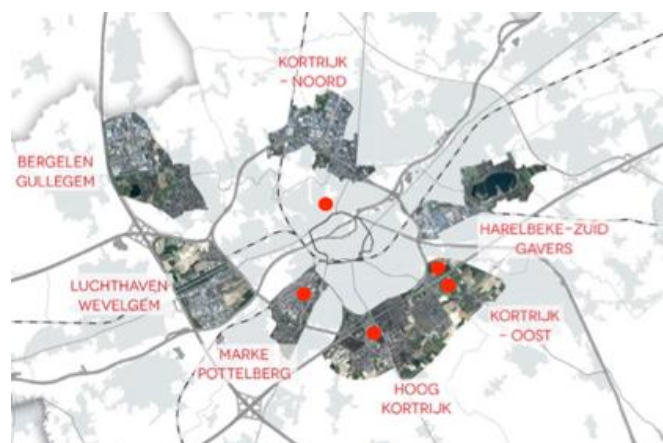 KORTRIJK
- NOORD
BERGELEN
GULLEGEM
HARELBEKE-ZUID
GAVERS
LUCHTHAVEN
WEVELGEM
KORTRIJK
- OOST
MARKE
POTTELBERG
HOOG
KORTRIJK